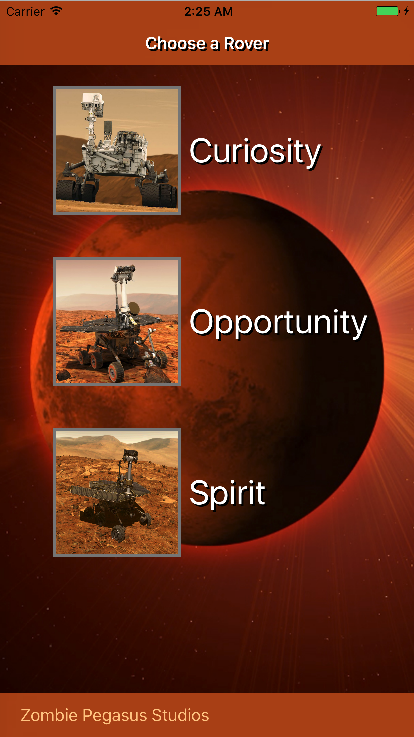 Carrier 2:25 AM
Choose a Rover
Curiosity
Opportunity
Spirit
Zombie Pegasus Studios